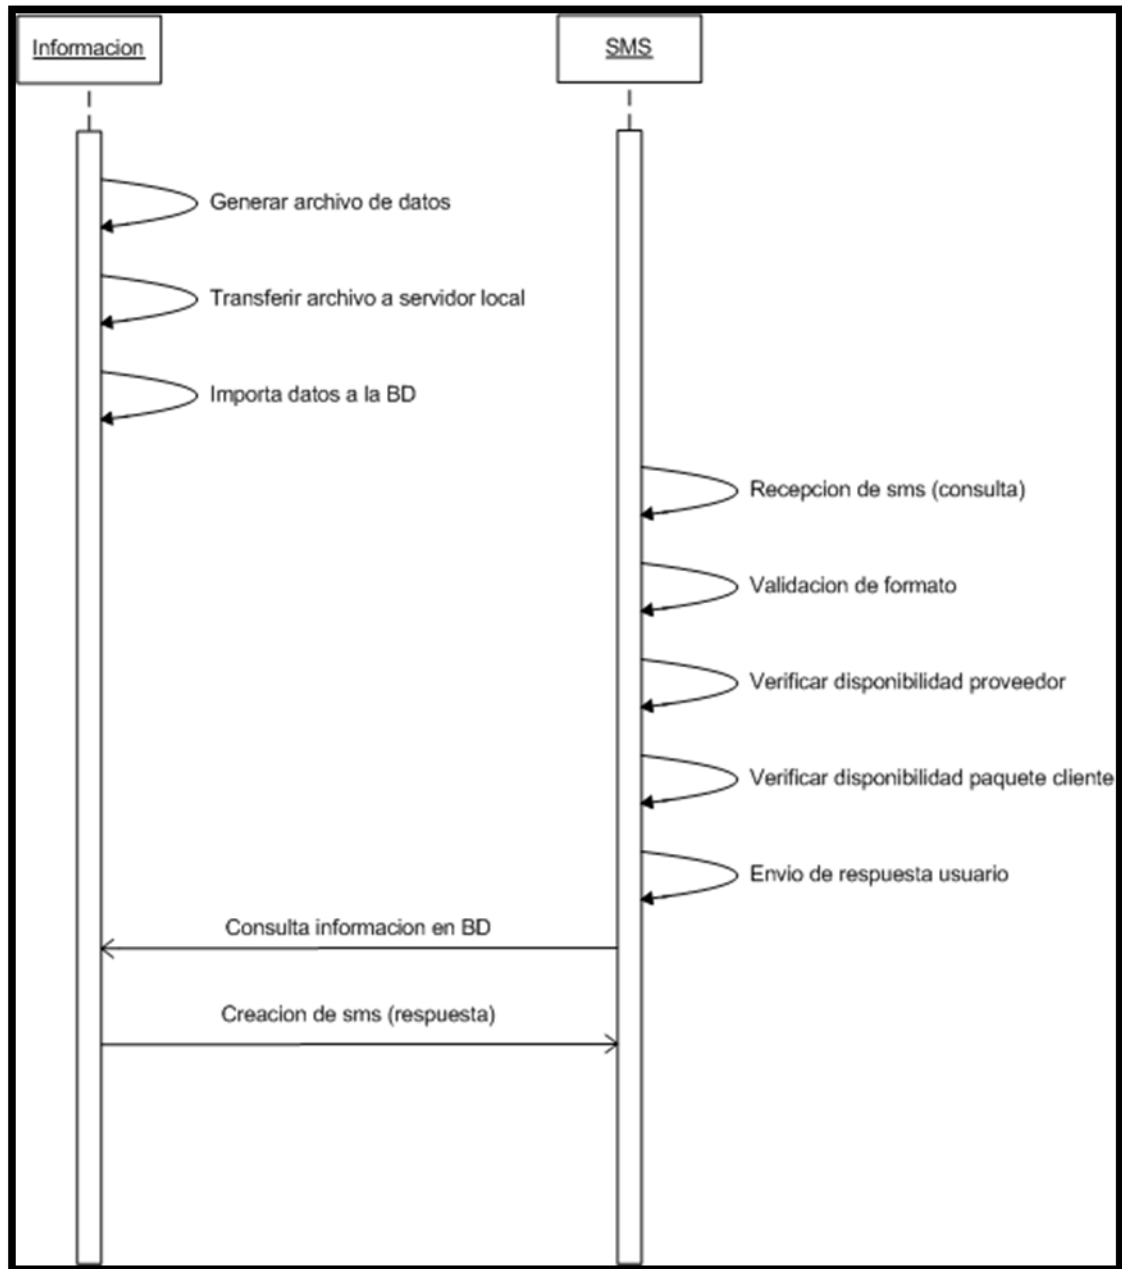 Informacion
SMS
Generar archivo de datos
Transferir archivo a servidor local
Importa datos a la BD
Recepcion de sms (consulta)
Validacion de formato
Verificar disponibilidad proveedor
Verificar disponibilidad paquete cliente
Envio de respuesta usuario
Consulta informacion en BD
Creacion de sms (respuesta)